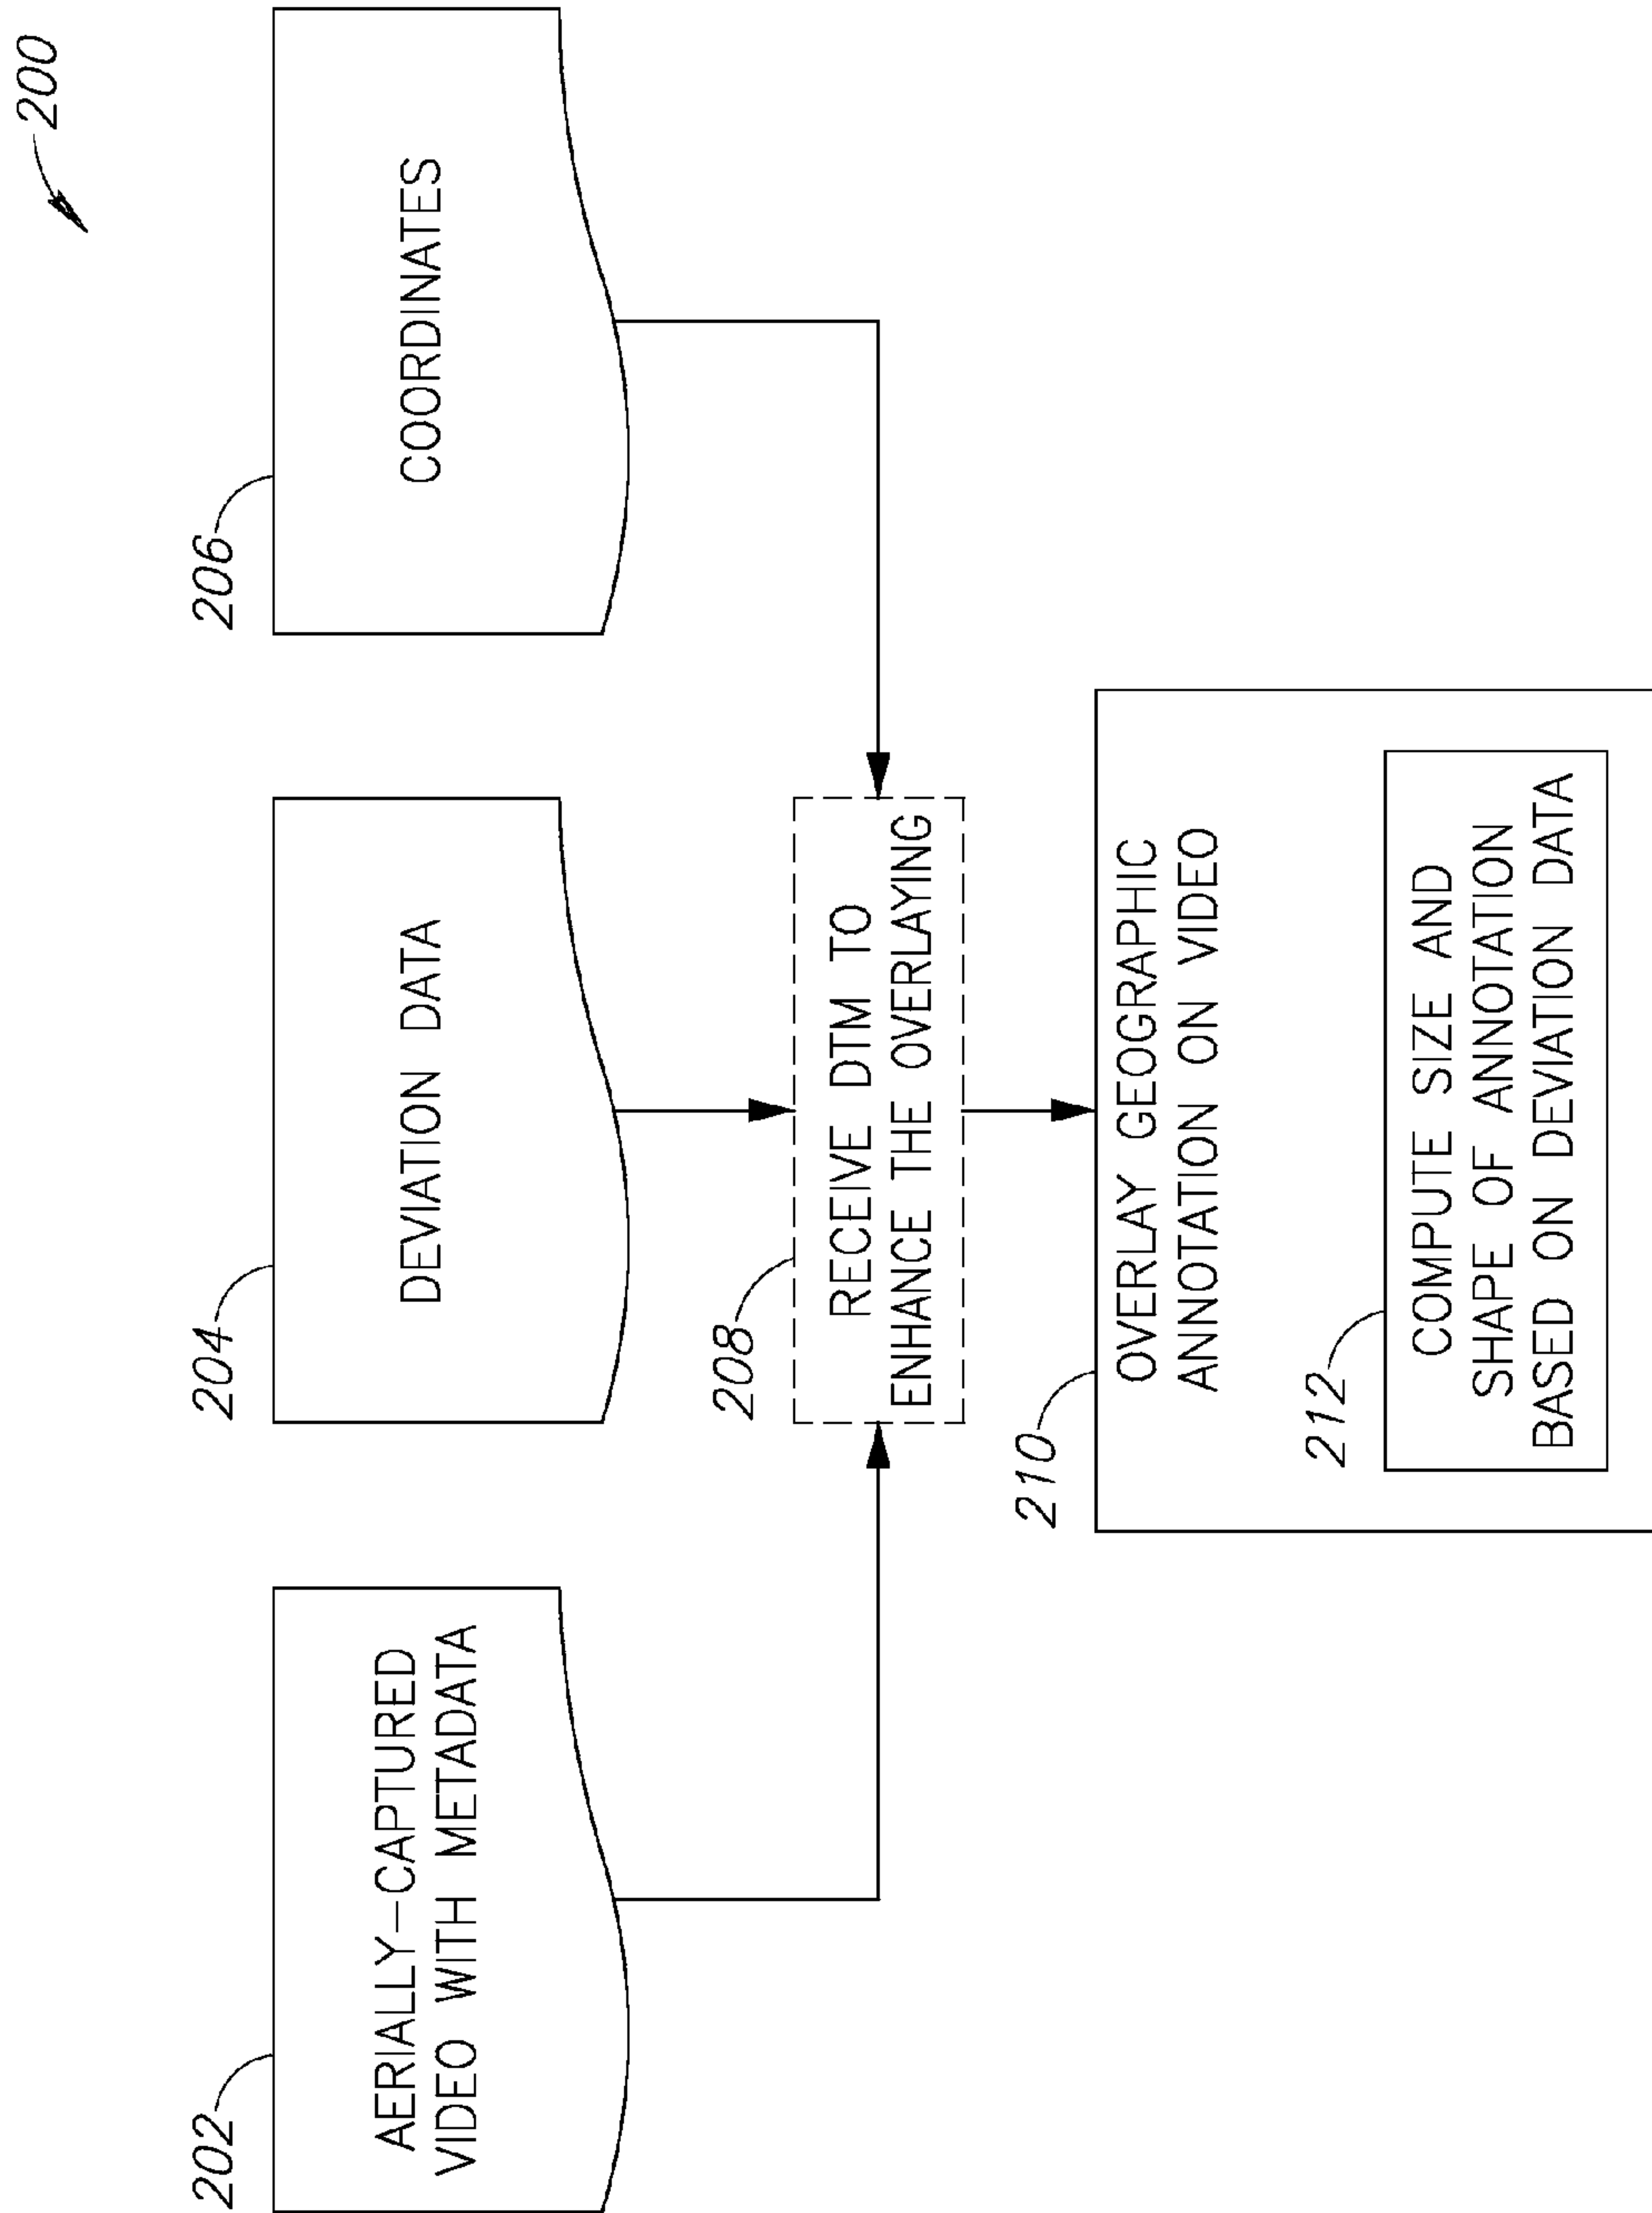 200
202
AERIALLY-CAPTURED
VIDEO WITH METADATA
204
DEVIATION DATA
206
COORDINATES
208
RECEIVE DTM TO
ENHANCE THE OVERLAYING
210
OVERLAY GEOGRAPHIC
ANNOTATION ON VIDEO
212
COMPUTE SIZE AND
SHAPE OF ANNOTATION
BASED ON DEVIATION DATA